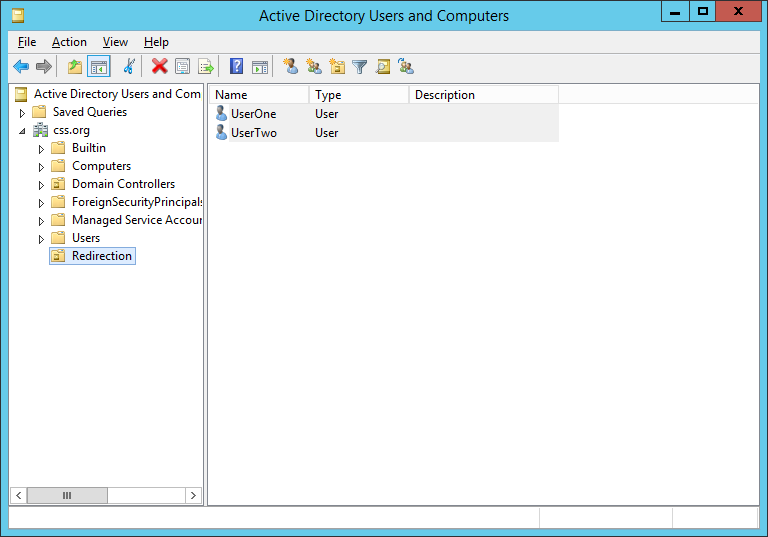 Active Directory Users and Computers
File Action View Help
Active Directory Users and Com
Saved Queries
css.org
Builtin
Computers
Domain Controllers
ForeignSecurityPrincipals
Managed Service Accour
Users
Redirection
Name Type Description
UserOne User
UserTwo User